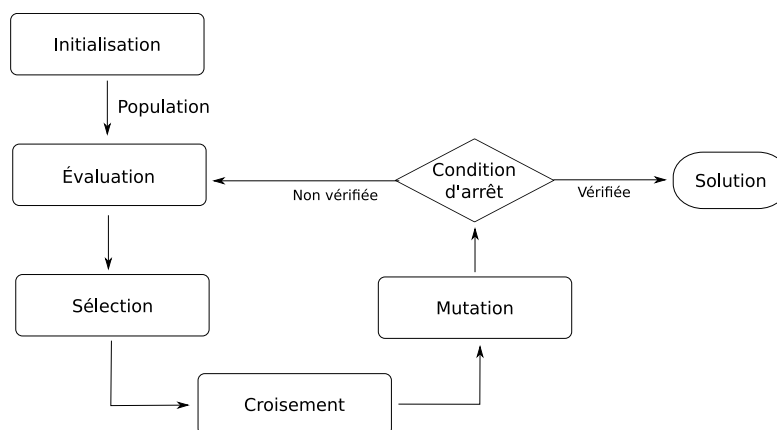 Initialisation
Population
Évaluation
Non vérifiée
Condition
d'arrêt
Vérifiée
Solution
Sélection
Mutation
Croisement